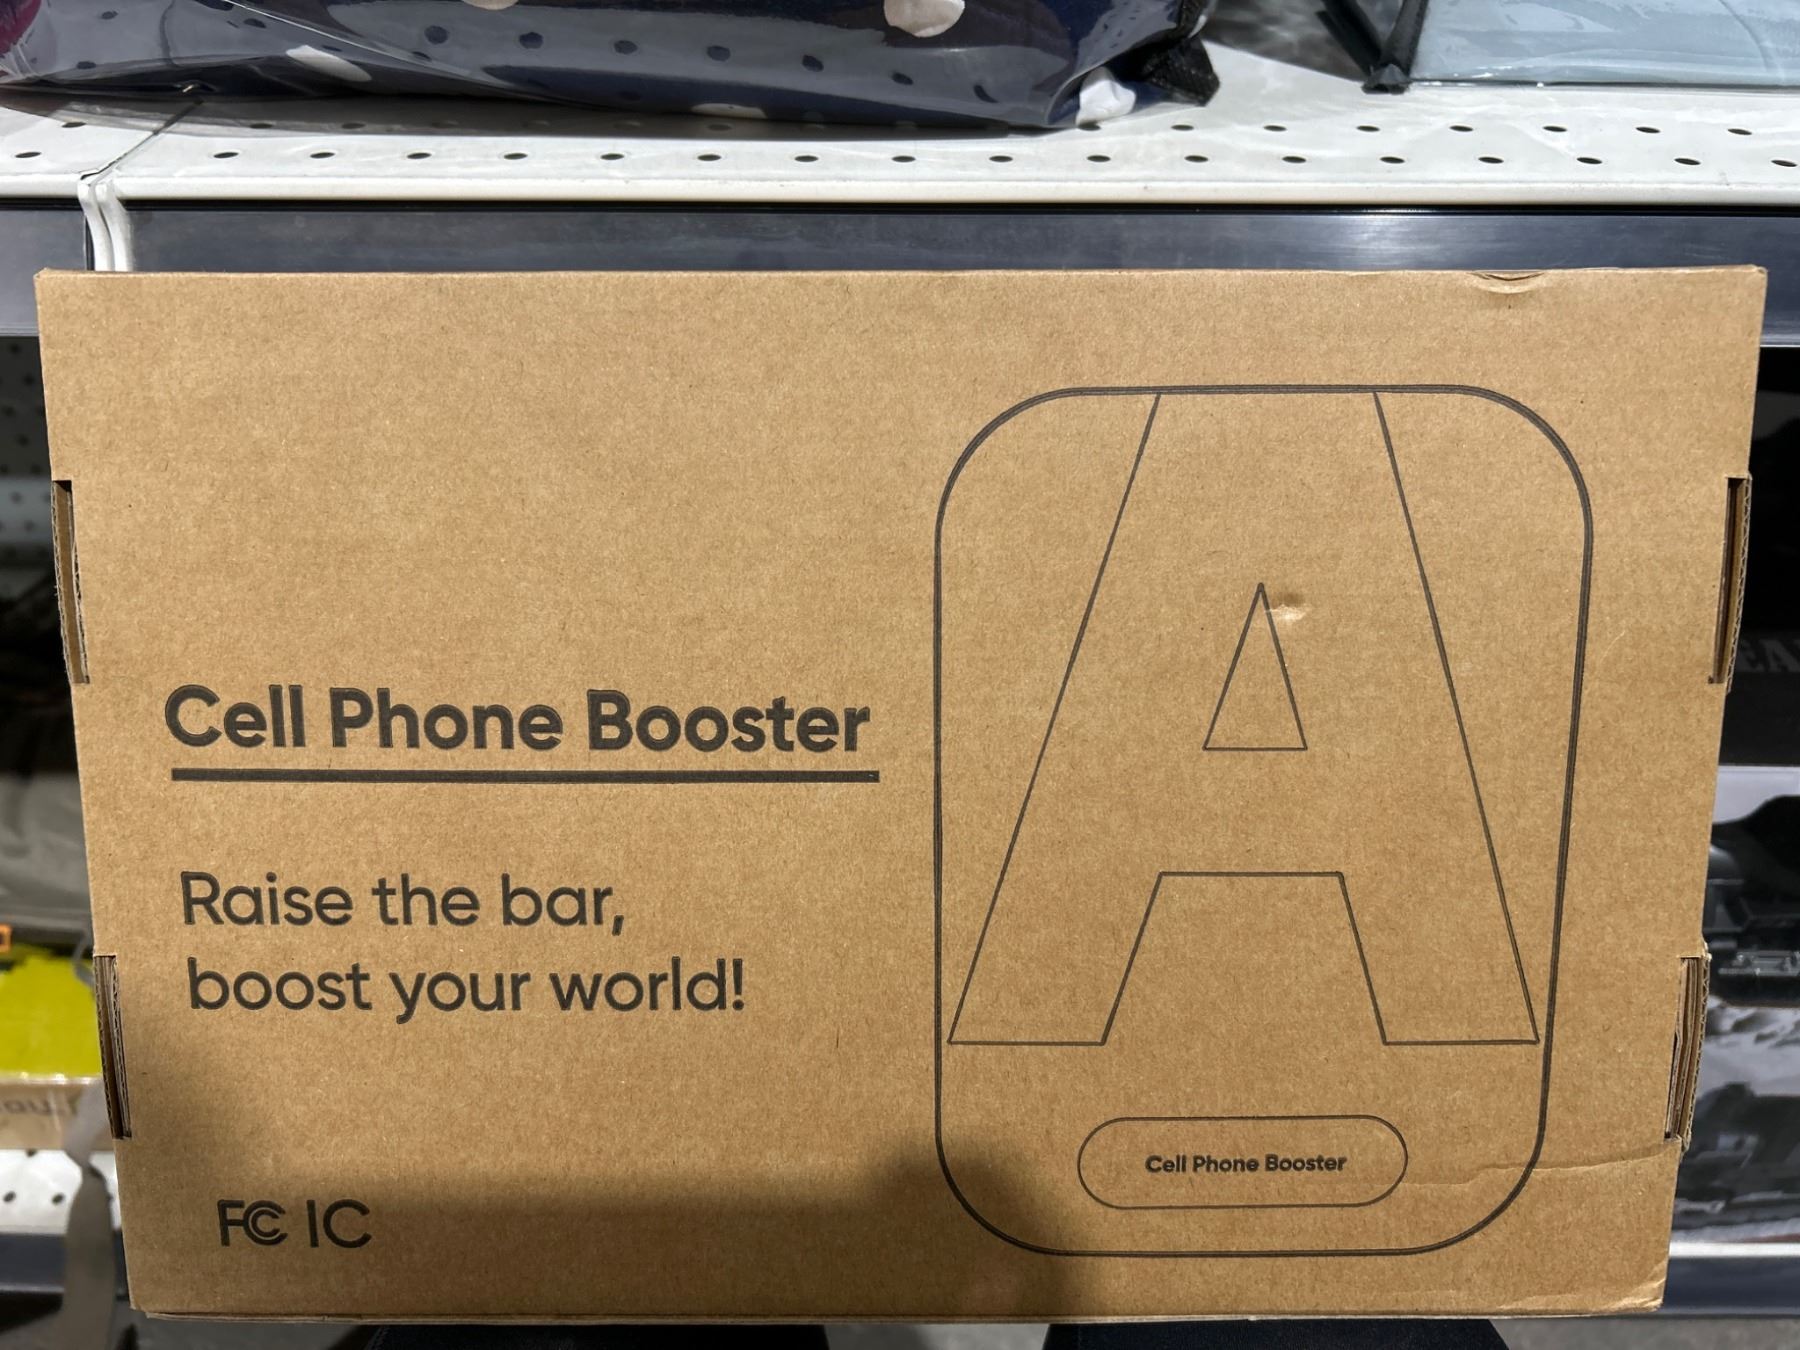 Cell Phone Booster
Raise the bar,
boost your world!
FC IC
A
Cell Phone Booster